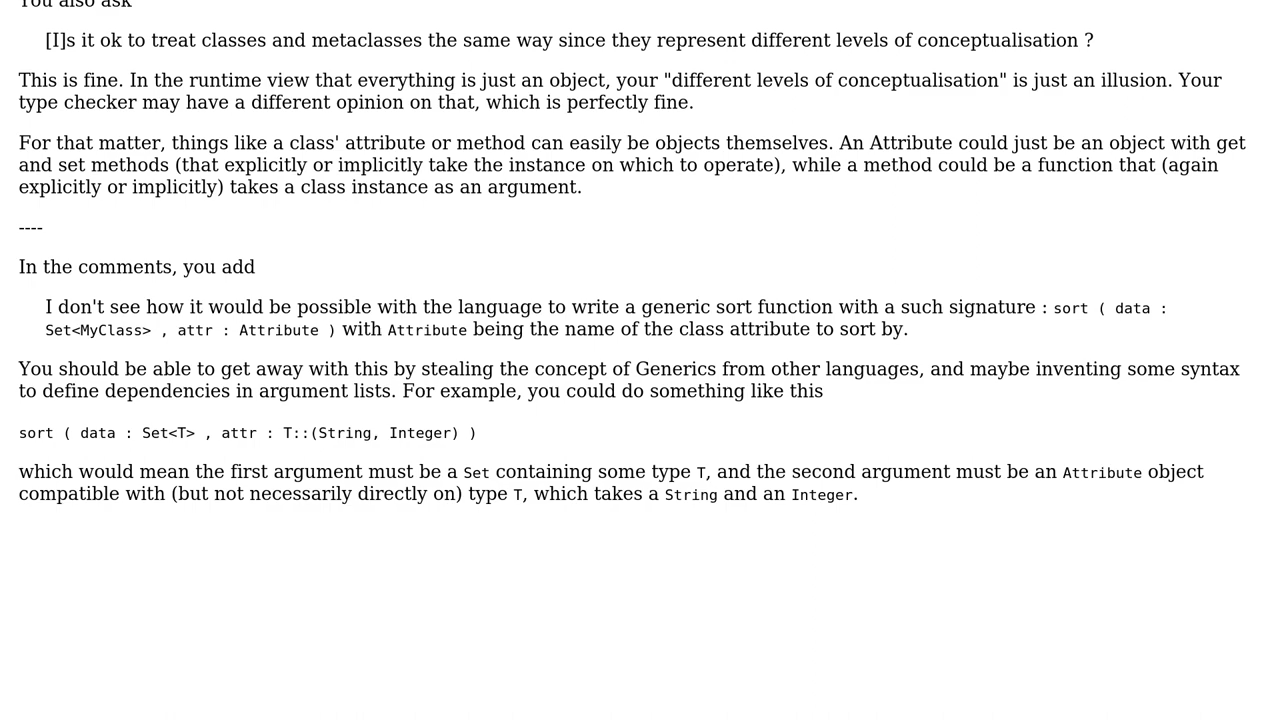 You also ask
[I]s it ok to treat classes and metaclasses the same way since they represent different levels of conceptualisation ?
This is fine. In the runtime view that everything is just an object, your "different levels of conceptualisation" is just an illusion. Your
type checker may have a different opinion on that, which is perfectly fine.
For that matter, things like a class' attribute or method can easily be objects themselves. An Attribute could just be an object with get
and set methods (that explicitly or implicitly take the instance on which to operate), while a method could be a function that (again
explicitly or implicitly) takes a class instance as an argument.
----
In the comments, you add
I don't see how it would be possible with the language to write a generic sort function with a such signature : sort ( data :
Set<MyClass> , attr : Attribute ) with Attribute being the name of the class attribute to sort by.
You should be able to get away with this by stealing the concept of Generics from other languages, and maybe inventing some syntax
to define dependencies in argument lists. For example, you could do something like this
sort ( data : Set<T> , attr : T::(String, Integer) )
which would mean the first argument must be a Set containing some type T, and the second argument must be an Attribute object
compatible with (but not necessarily directly on) type T, which takes a String and an Integer.